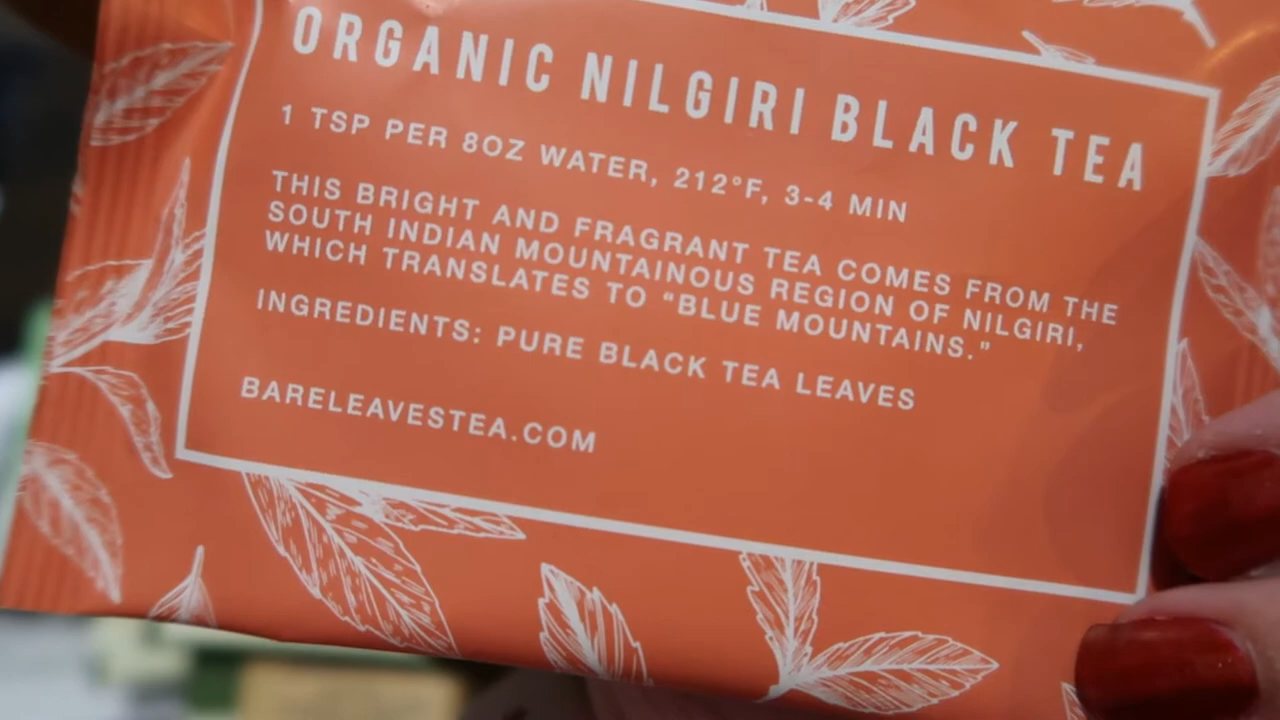 ORGANIC NILGIRI BLACK TEA
1 TSP PER 8OZ WATER, 212°F, 3-4 MIN
THIS BRIGHT AND FRAGRANT TEA COMES FROM THE
SOUTH INDIAN MOUNTAINOUS REGION OF NILGIRI,
WHICH TRANSLATES TO "BLUE MOUNTAINS."
INGREDIENTS: PURE BLACK TEA LEAVES
BARELEAVESTEA.COM